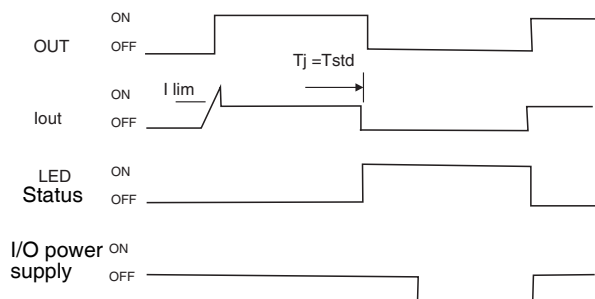 ON
OUT
OFF
Tj =Tstd
I lim
ON
Iout
OFF
LED
Status
ON
OFF
I/O power
supply
ON
OFF